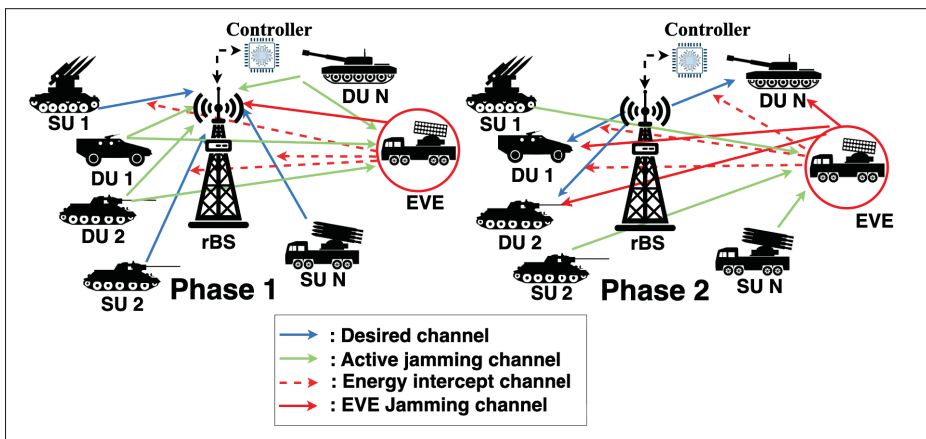 Controller
SU 1
DU N
DU 1
EVE
DU 2
rBS
SU N
SU 2
Phase 1
Controller
SU 1
DU N
DU 1
EVE
DU 2
rBS
SU N
SU 2
Phase 2
: Desired channel
: Active jamming channel
: Energy intercept channel
: EVE Jamming channel